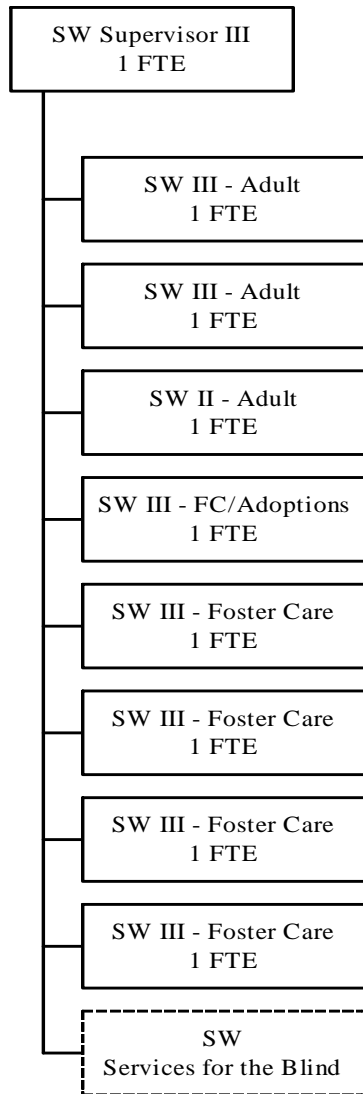 SW Supervisor III
1 FTE
SW III - Adult
1 FTE
SW III - Adult
1 FTE
SW II - Adult
1 FTE
SW III - FC/Adoptions
1 FTE
SW III - Foster Care
1 FTE
SW III - Foster Care
1 FTE
SW III - Foster Care
1 FTE
SW III - Foster Care
1 FTE
SW
Services for the Blind